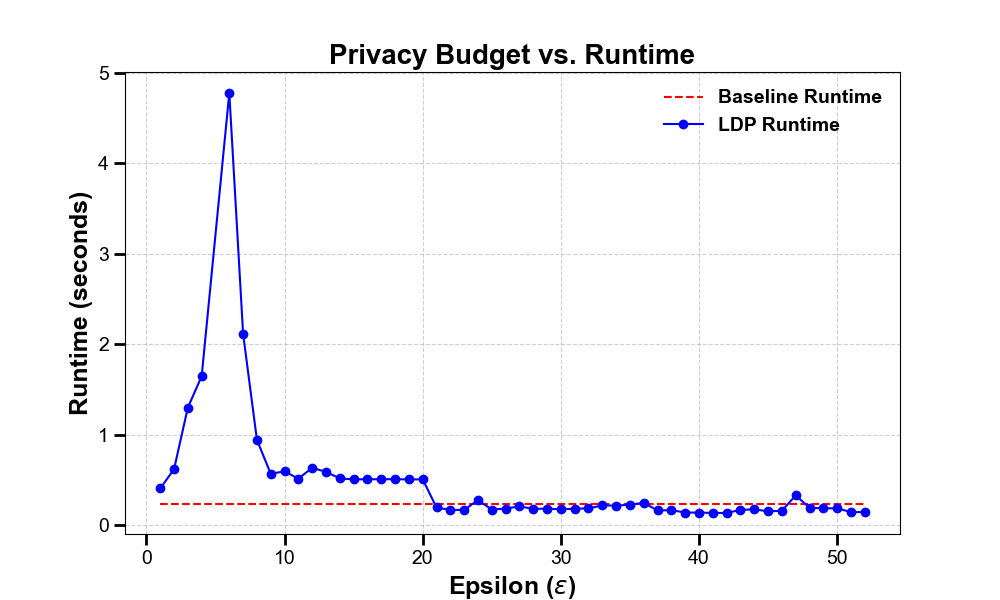 Privacy Budget vs. Runtime
Baseline Runtime
LDP Runtime
Runtime (seconds)
5
4
3
2
1
0
0 10 20 30 40 50
Epsilon (ε)